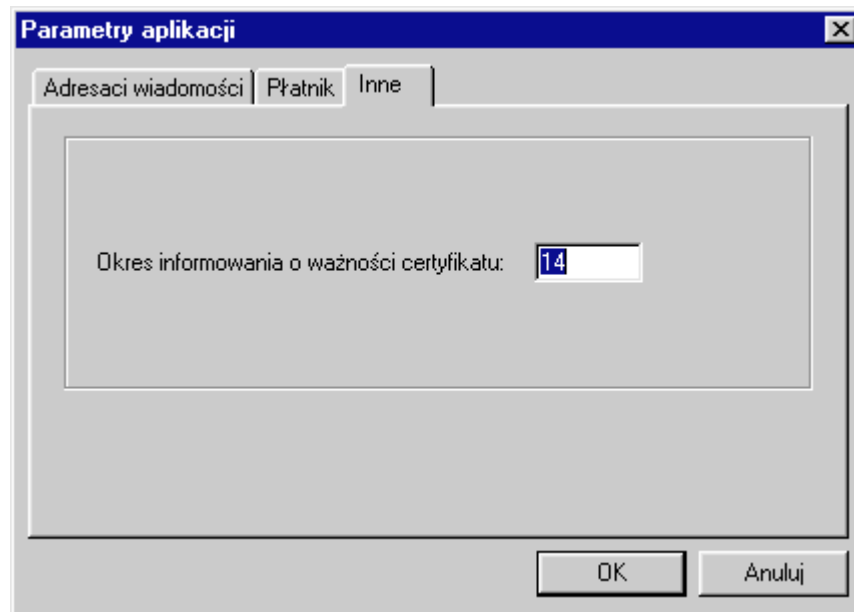 Parametry aplikacji
Adresaci wiadomości Płatnik Inne
Okres informowania o ważności certyfikatu: 14
OK Anuluj